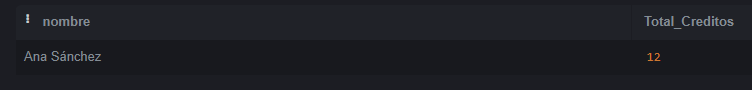 nombre Total_Creditos
Ana Sánchez 12